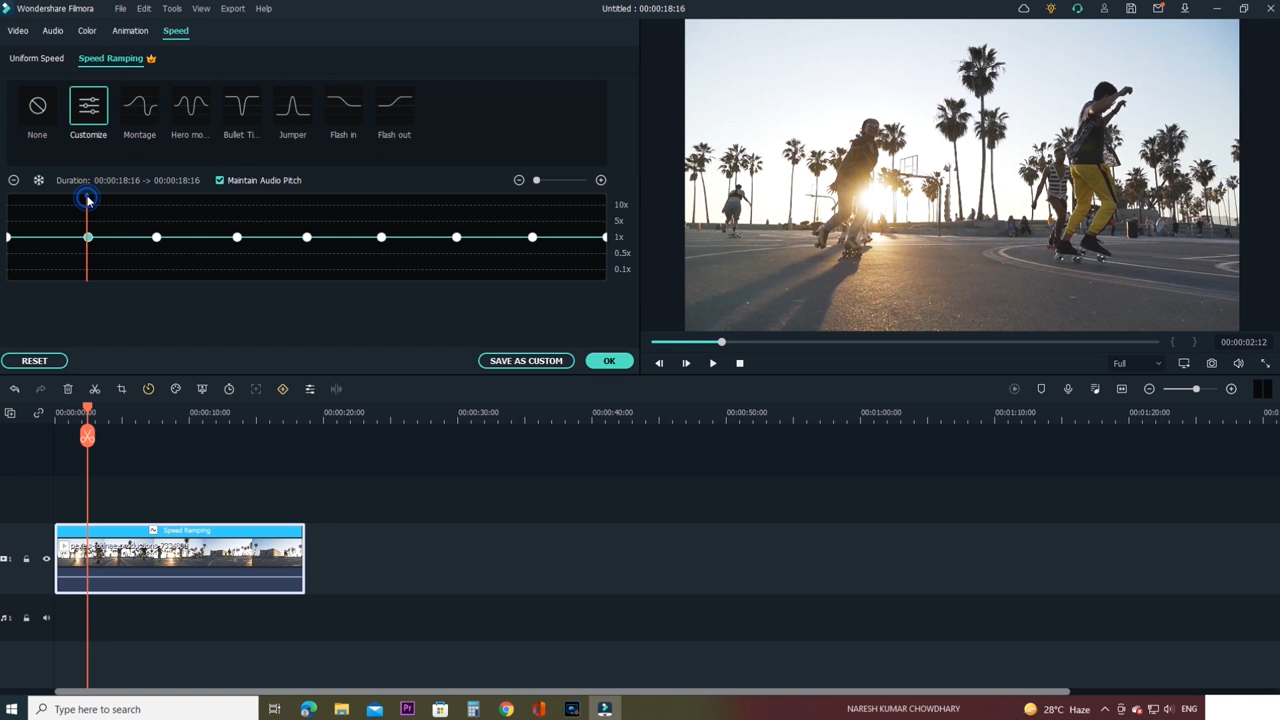 Wondershare Filmora File Edit Tools View Export Help Untitled : 00:00:18:16
Video Audio Color Animation Speed
Uniform Speed Speed Ramping
None Customize Montage Hero mo... Bullet Ti... Jumper Flash in Flash out
Duration: 00:00:18:16 -> 00:00:18:16 Maintain Audio Pitch
10x
5x
1x
0.5x
0.1x
00:00:02:12
RESET SAVE AS CUSTOM OK
Full
00:00:10:00 00:00:20:00 00:00:30:00 00:00:40:00 00:00:50:00 00:01:00:00 00:01:10:00 00:01:20:00
Speed Ramping
1
1
Type here to search
Pr
NARESH KUMAR CHOWDHARY 28°C Haze ENG